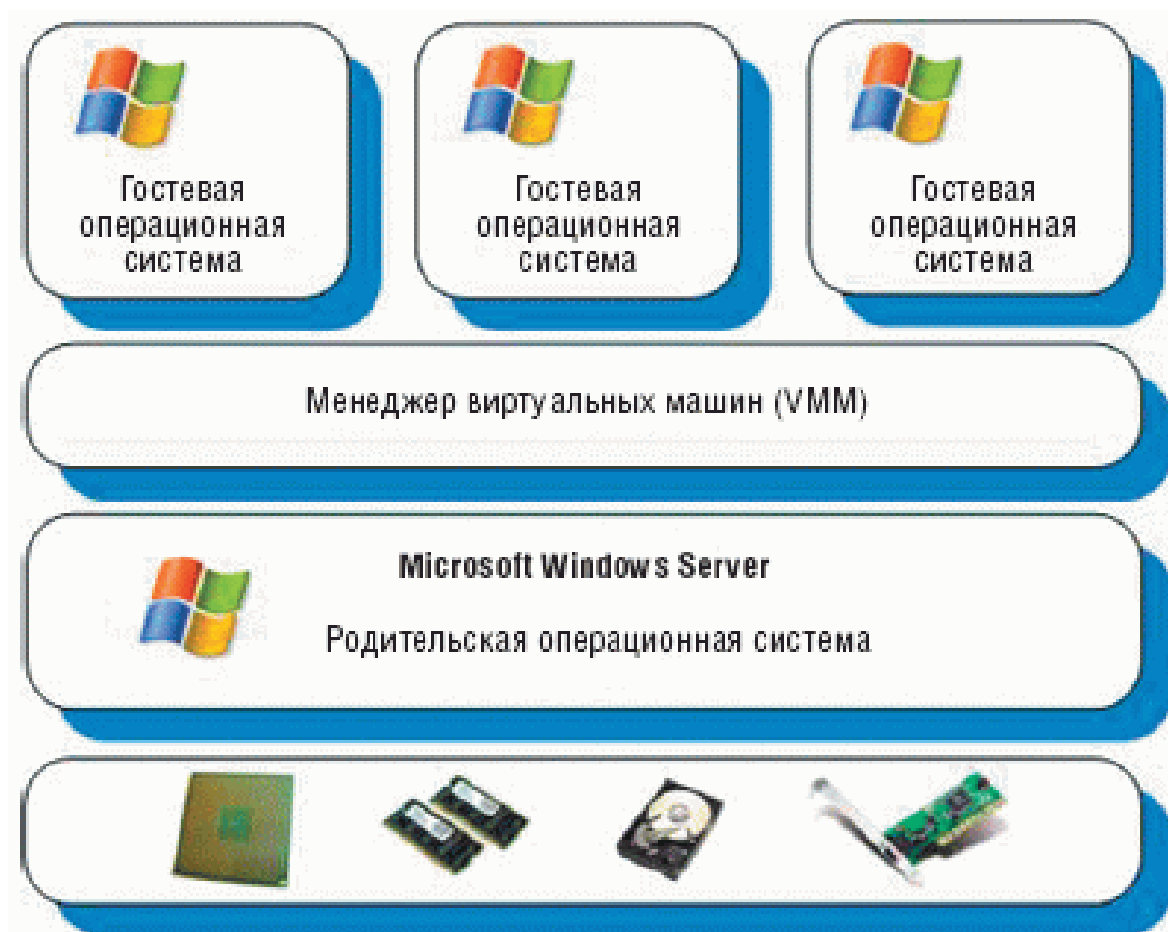 Гостевая
операционная
система
Гостевая
операционная
система
Гостевая
операционная
система
Менеджер виртуальных машин (VMM)
Microsoft Windows Server
Родительская операционная система